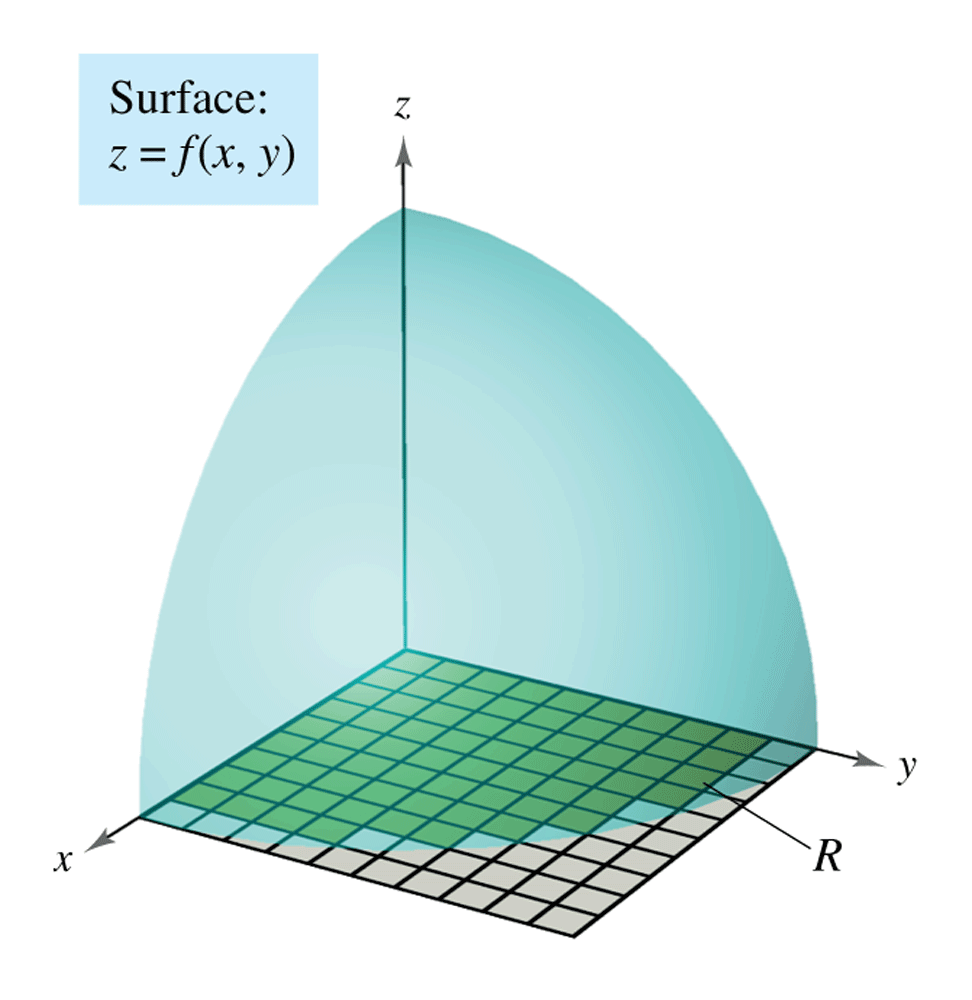 Surface:
z = f(x, y)
z
y
R
x